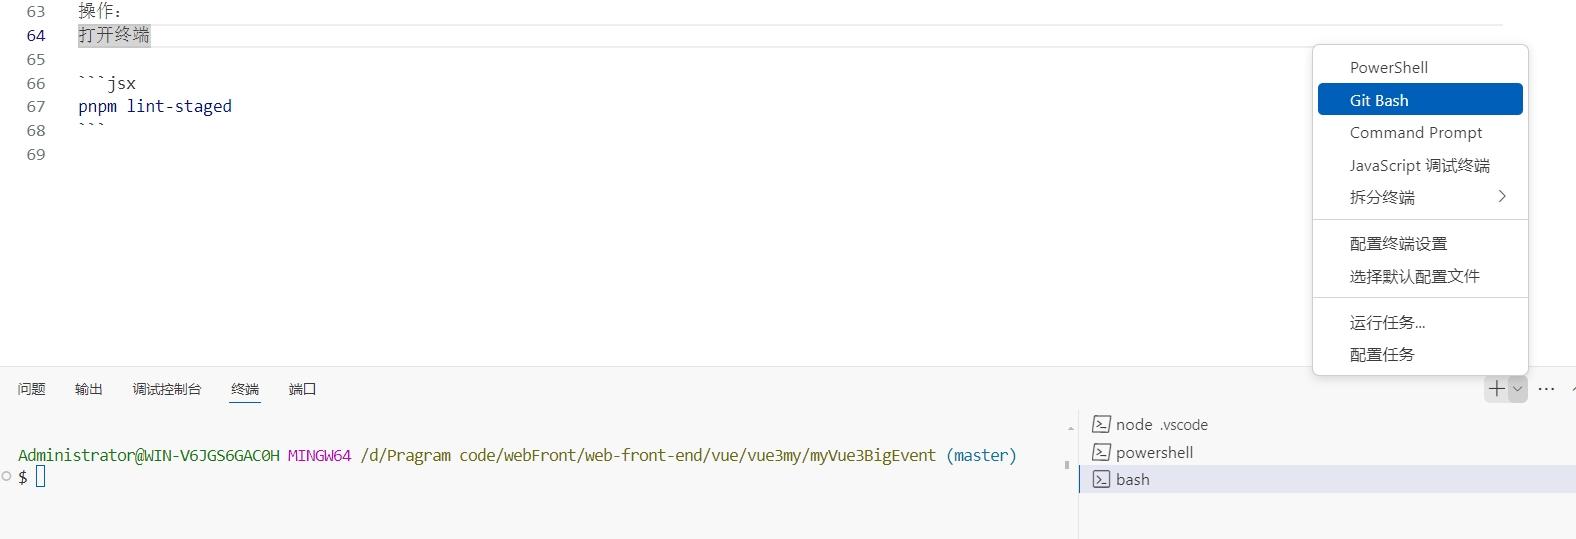 63 操作：
64 打开终端
65
66 ```jsx
67 pnpm lint-staged
68 ```
69
PowerShell
Git Bash
Command Prompt
JavaScript 调试终端
拆分终端
配置终端设置
选择默认配置文件
运行任务...
配置任务
问题 输出 调试控制台 终端 端口
Administrator@WIN-V6JGS6GAC0H MINGW64 /d/Pragram code/webFront/web-front-end/vue/vue3my/myVue3BigEvent (master)
$
node .vscode
powershell
bash